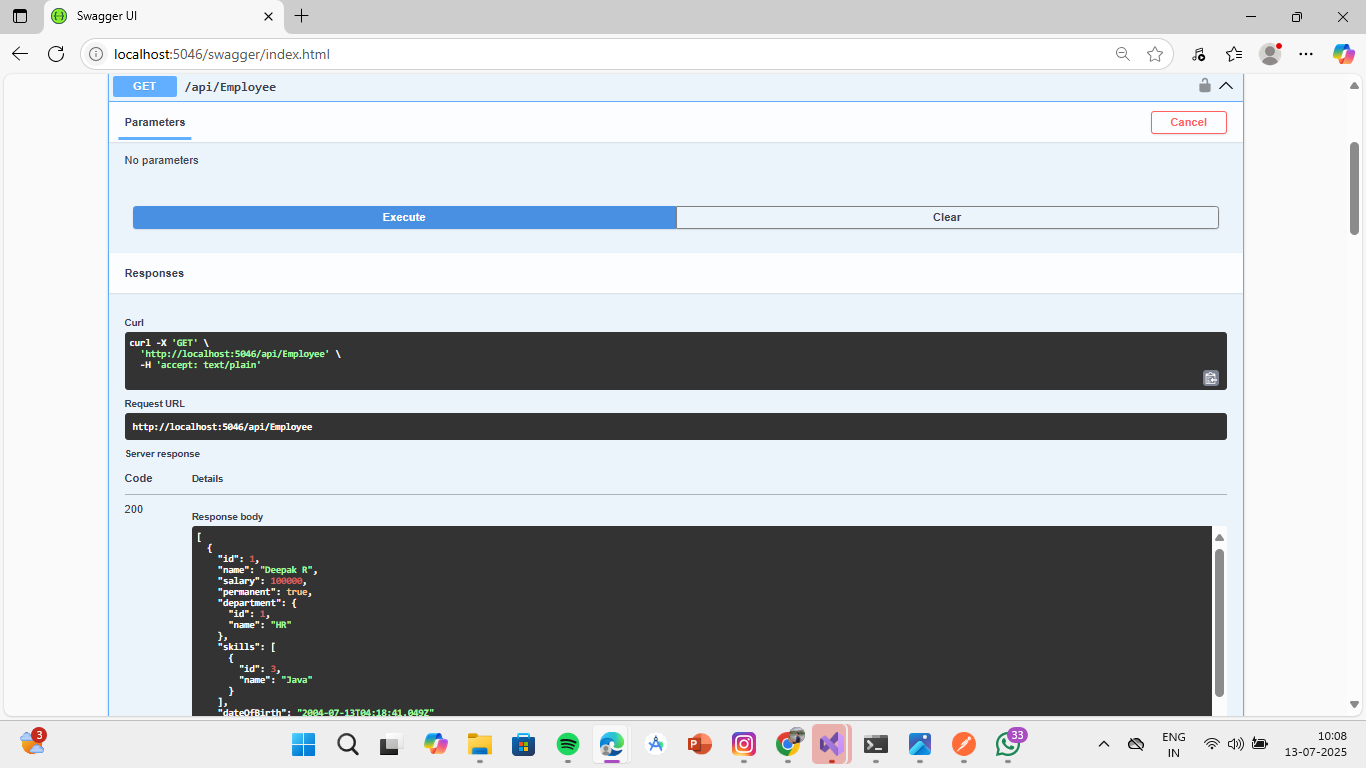 Swagger UI
localhost:5046/swagger/index.html
GET /api/Employee
Parameters
Cancel
No parameters
Execute
Clear
Responses
Curl
curl -X 'GET' \
'http://localhost:5046/api/Employee' \
-H 'accept: text/plain'
Request URL
http://localhost:5046/api/Employee
Server response
Code Details
200
Response body
[
{
"id": 1,
"name": "Deepak R",
"salary": 100000,
"permanent": true,
"department": {
"id": 1,
"name": "HR"
},
"skills": [
{
"id": 3,
"name": "Java"
}
],
"dateOfBirth": "2004-07-13T04:18:41.049Z"
3
33
ENG
IN
10:08
13-07-2025